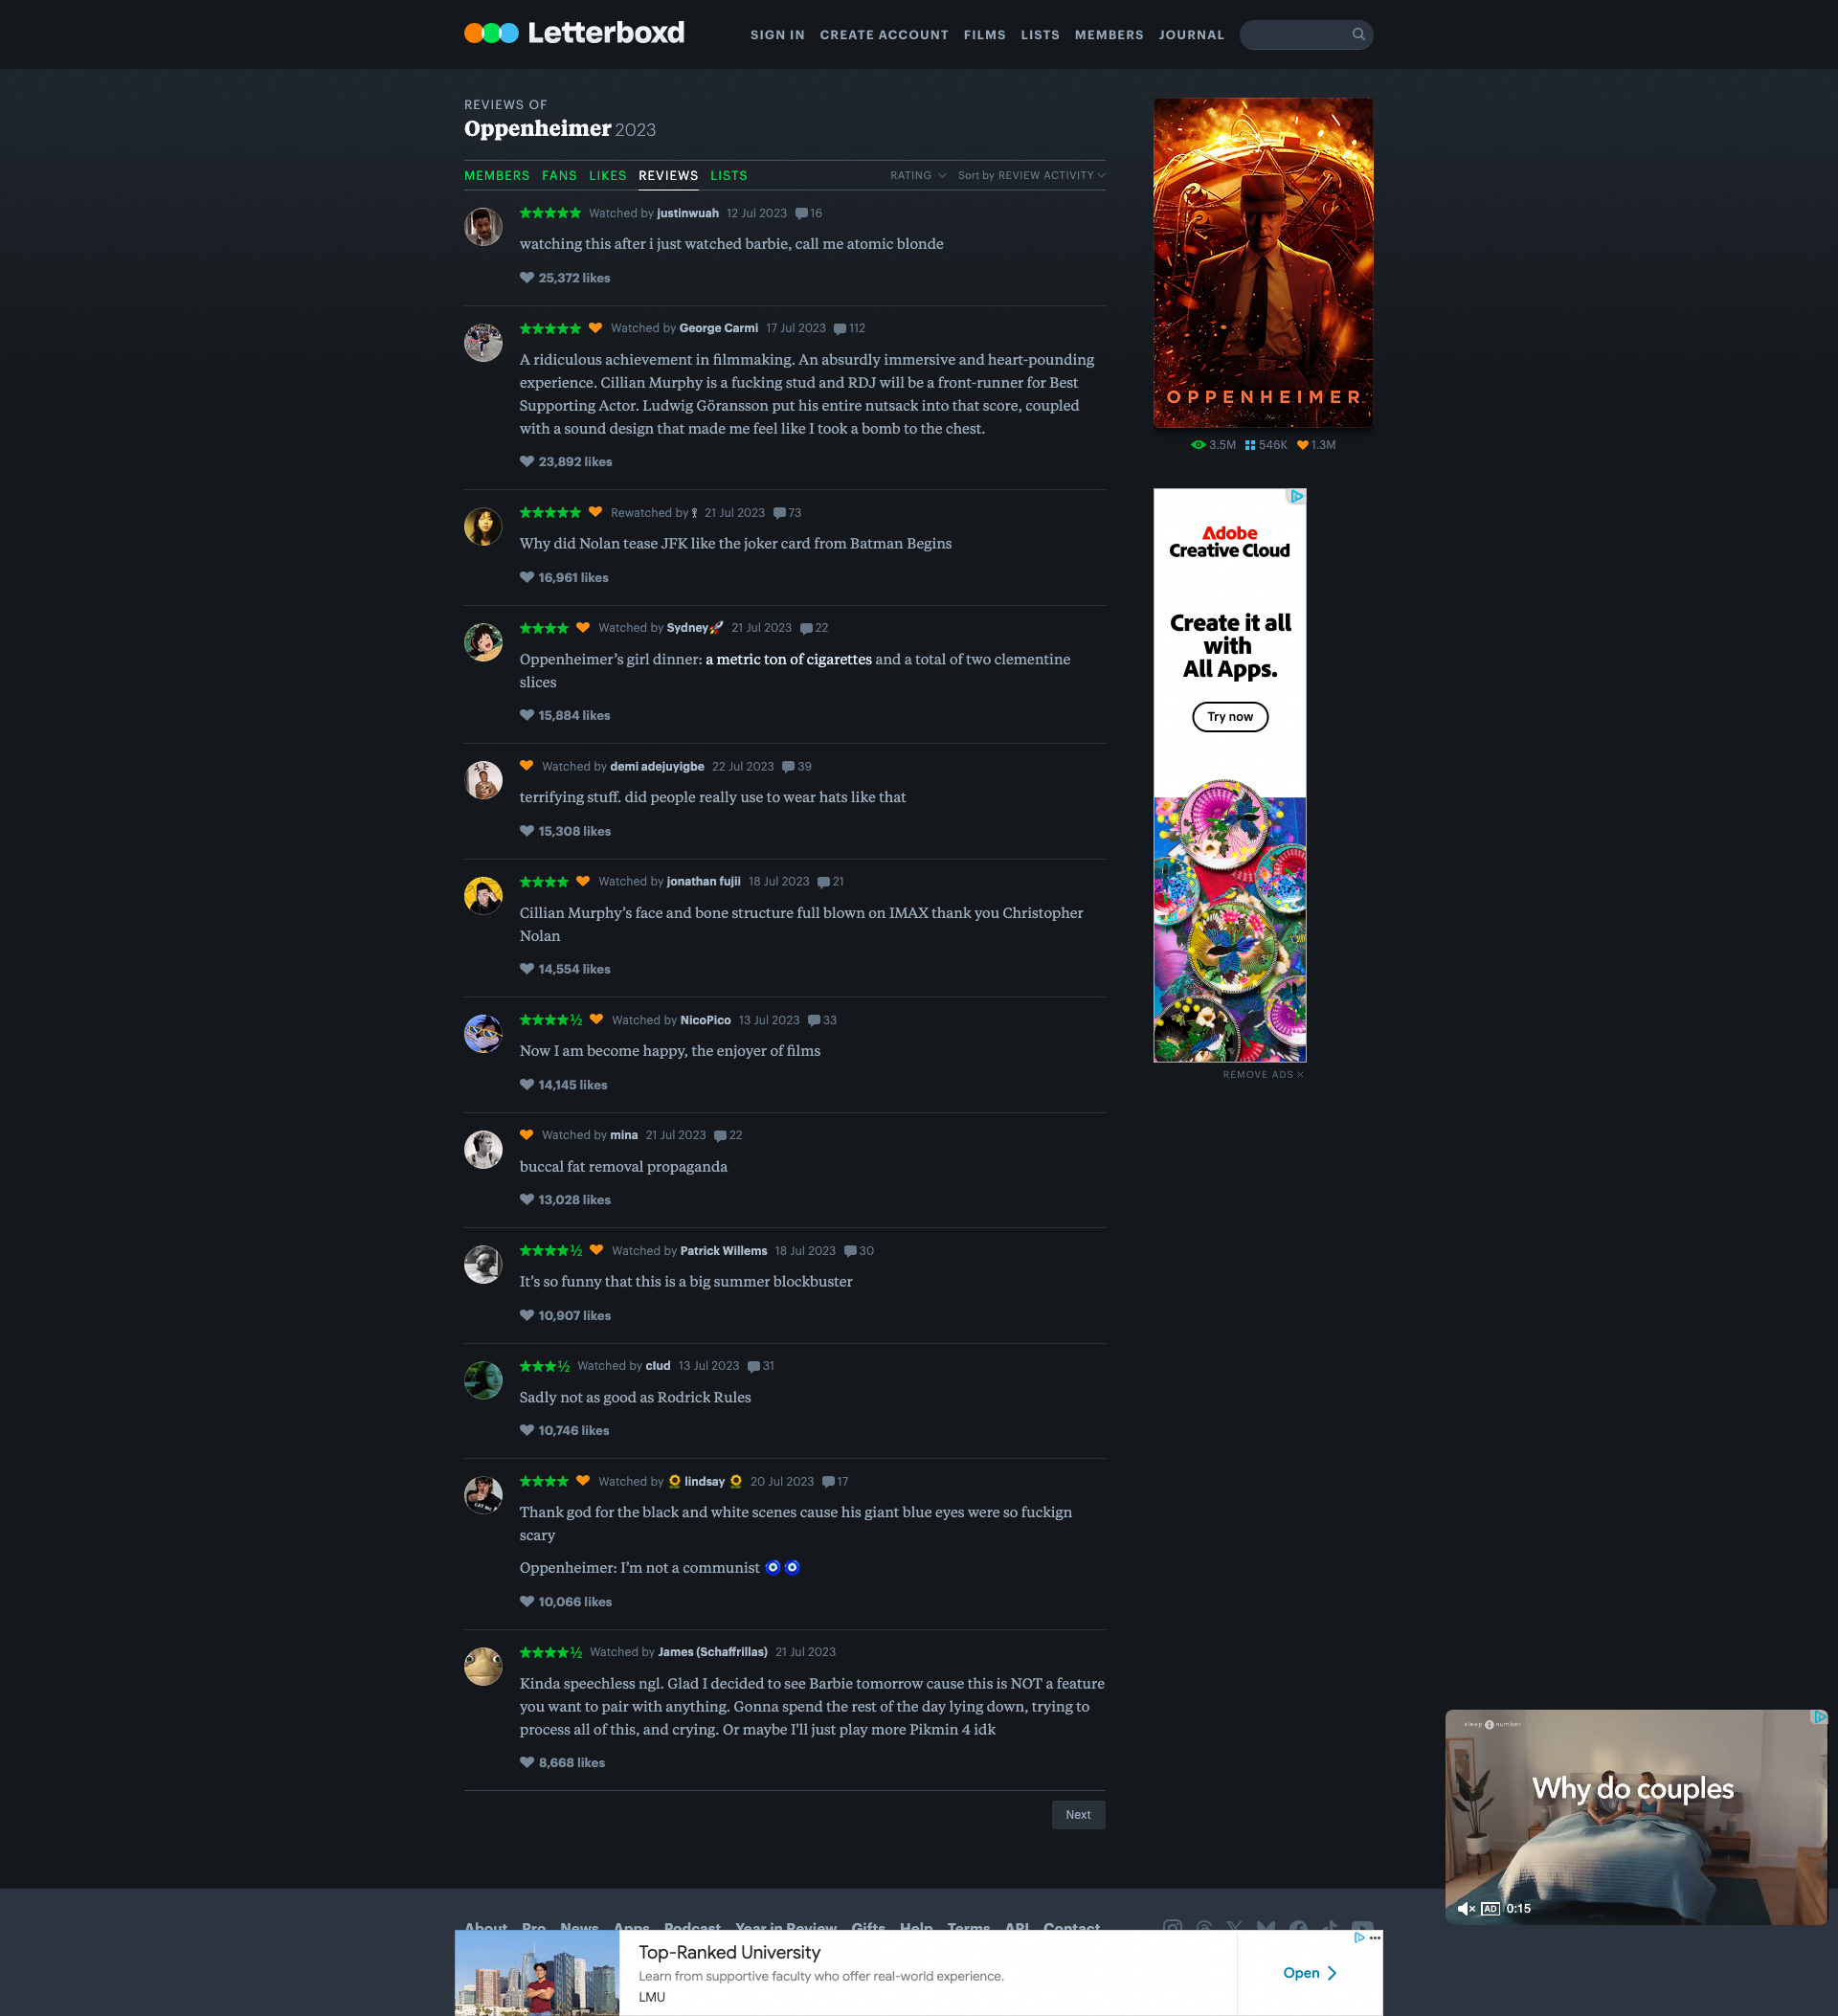 Letterboxd
SIGN IN CREATE ACCOUNT FILMS LISTS MEMBERS JOURNAL
REVIEWS OF
Oppenheimer 2023
MEMBERS FANS LIKES REVIEWS LISTS RATING Sort by REVIEW ACTIVITY
★★★★★ Watched by justinwuah 12 Jul 2023 16
watching this after i just watched barbie, call me atomic blonde
25,372 likes
★★★★★ Watched by George Carmi 17 Jul 2023 112
A ridiculous achievement in filmmaking. An absurdly immersive and heart-pounding
experience. Cillian Murphy is a fucking stud and RDJ will be a front-runner for Best
Supporting Actor. Ludwig Göransson put his entire nutsack into that score, coupled
with a sound design that made me feel like I took a bomb to the chest.
23,892 likes
★★★★★ Rewatched by 21 Jul 2023 73
Why did Nolan tease JFK like the joker card from Batman Begins
16,961 likes
★★★★ Watched by Sydney🚀 21 Jul 2023 22
Oppenheimer’s girl dinner: a metric ton of cigarettes and a total of two clementine
slices
15,884 likes
Watched by demi adejuyigbe 22 Jul 2023 39
terrifying stuff. did people really use to wear hats like that
15,308 likes
★★★★ Watched by jonathan fujii 18 Jul 2023 21
Cillian Murphy’s face and bone structure full blown on IMAX thank you Christopher
Nolan
14,554 likes
★★★★½ Watched by NicoPico 13 Jul 2023 33
Now I am become happy, the enjoyer of films
14,145 likes
Watched by mina 21 Jul 2023 22
buccal fat removal propaganda
13,028 likes
★★★★½ Watched by Patrick Willems 18 Jul 2023 30
It’s so funny that this is a big summer blockbuster
10,907 likes
★★★½ Watched by clud 13 Jul 2023 31
Sadly not as good as Rodrick Rules
10,746 likes
★★★★ Watched by 🌻 lindsay 🌻 20 Jul 2023 17
Thank god for the black and white scenes cause his giant blue eyes were so fuckign
scary
Oppenheimer: I’m not a communist 🧿🧿
10,066 likes
★★★★½ Watched by James (Schaffrillas) 21 Jul 2023
Kinda speechless ngl. Glad I decided to see Barbie tomorrow cause this is NOT a feature
you want to pair with anything. Gonna spend the rest of the day lying down, trying to
process all of this, and crying. Or maybe I'll just play more Pikmin 4 idk
8,668 likes
Next
OPPENHEIMER
3.5M 546K 1.3M
Adobe
Creative Cloud
Create it all
with
All Apps.
Try now
REMOVE ADS
sleep number
Why do couples
AD 0:15
About Pro News Apps Podcast Year in Review Gifts Help Terms API Contact
Top-Ranked University
Learn from supportive faculty who offer real-world experience.
LMU
Open